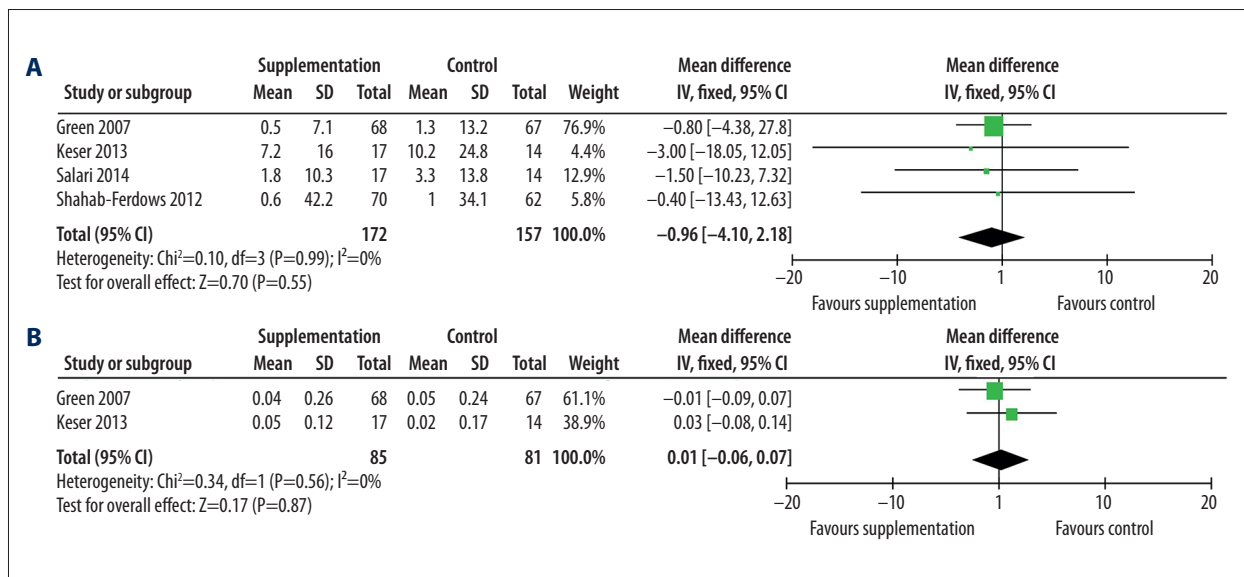 A
Supplementation Control Mean difference Mean difference
Study or subgroup Mean SD Total Mean SD Total Weight IV, fixed, 95% CI IV, fixed, 95% CI
Green 2007 0.5 7.1 68 1.3 13.2 67 76.9% −0.80 [−4.38, 27.8]
Keser 2013 7.2 16 17 10.2 24.8 14 4.4% −3.00 [−18.05, 12.05]
Salari 2014 1.8 10.3 17 3.3 13.8 14 12.9% −1.50 [−10.23, 7.32]
Shahab-Ferdows 2012 0.6 42.2 70 1 34.1 62 5.8% −0.40 [−13.43, 12.63]
Total (95% CI) 172 157 100.0% −0.96 [−4.10, 2.18]
Heterogeneity: Chi²=0.10, df=3 (P=0.99); I²=0%
Test for overall effect: Z=0.70 (P=0.55)
−20 −10 1 10 20
Favours supplementation Favours control
B
Supplementation Control Mean difference Mean difference
Study or subgroup Mean SD Total Mean SD Total Weight IV, fixed, 95% CI IV, fixed, 95% CI
Green 2007 0.04 0.26 68 0.05 0.24 67 61.1% −0.01 [−0.09, 0.07]
Keser 2013 0.05 0.12 17 0.02 0.17 14 38.9% 0.03 [−0.08, 0.14]
Total (95% CI) 85 81 100.0% 0.01 [−0.06, 0.07]
Heterogeneity: Chi²=0.34, df=1 (P=0.56); I²=0%
Test for overall effect: Z=0.17 (P=0.87)
−20 −10 1 10 20
Favours supplementation Favours control